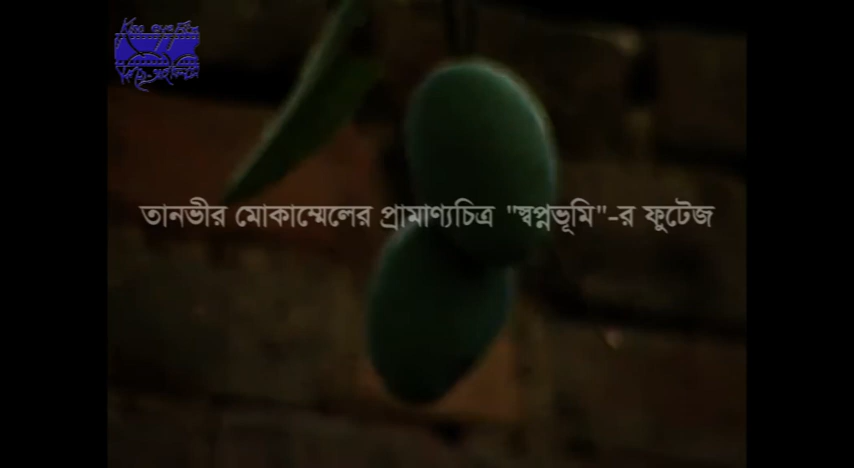 তানভীর মোকাম্মেলের প্রামাণ্যচিত্র "স্বপ্নভূমি"-র ফুটেজ